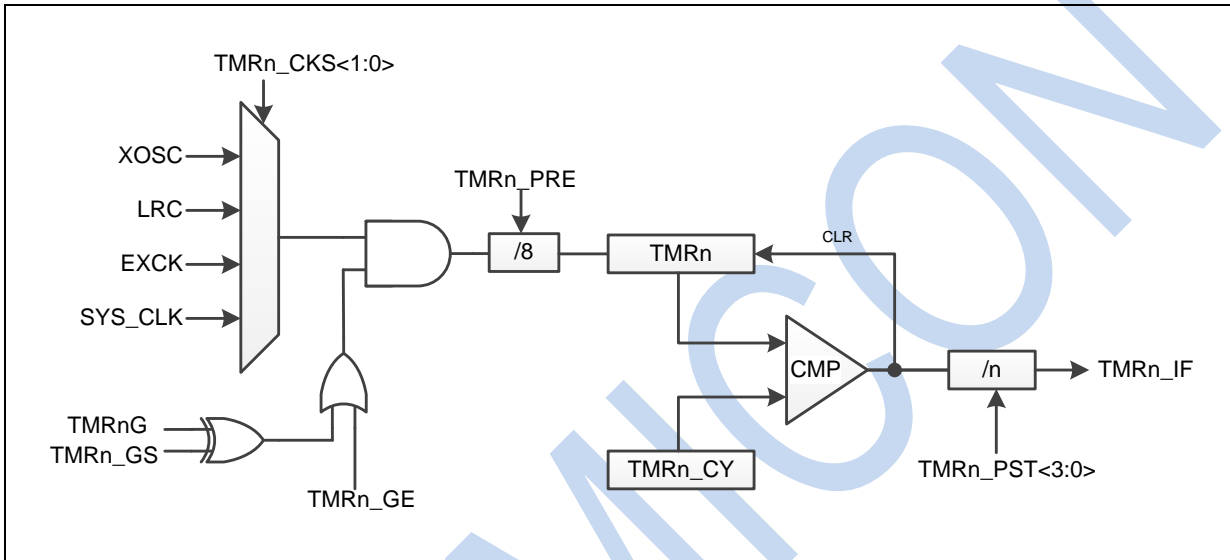 TMRn_CKS<1:0>
XOSC
LRC
EXCK
SYS_CLK
TMRn_PRE
/8
TMRn
CLR
CMP
/n
TMRn_IF
TMRnG
TMRn_GS
TMRn_GE
TMRn_CY
TMRn_PST<3:0>
MCON